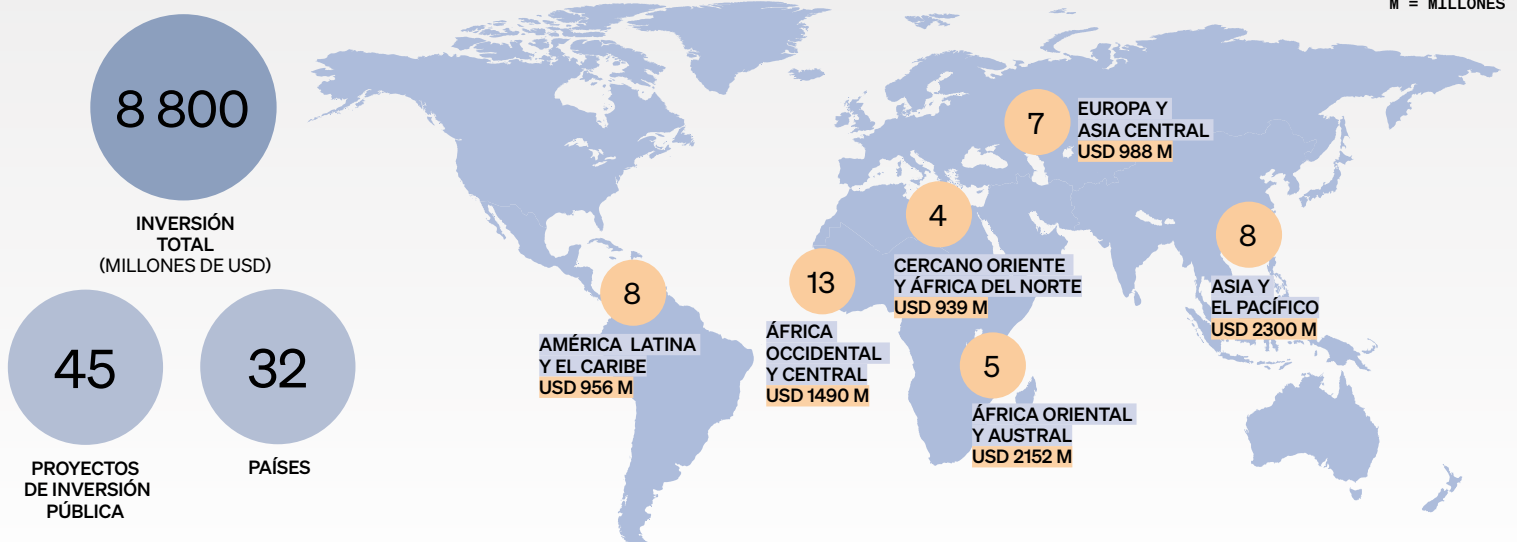 M = MILLONES
8 800
INVERSIÓN
TOTAL
(MILLONES DE USD)
45
PROYECTOS
DE INVERSIÓN
PÚBLICA
32
PAÍSES
8
AMÉRICA LATINA
Y EL CARIBE
USD 956 M
13
ÁFRICA
OCCIDENTAL
Y CENTRAL
USD 1490 M
4
CERCANO ORIENTE
Y ÁFRICA DEL NORTE
USD 939 M
7
EUROPA Y
ASIA CENTRAL
USD 988 M
5
ÁFRICA ORIENTAL
Y AUSTRAL
USD 2152 M
8
ASIA Y
EL PACÍFICO
USD 2300 M